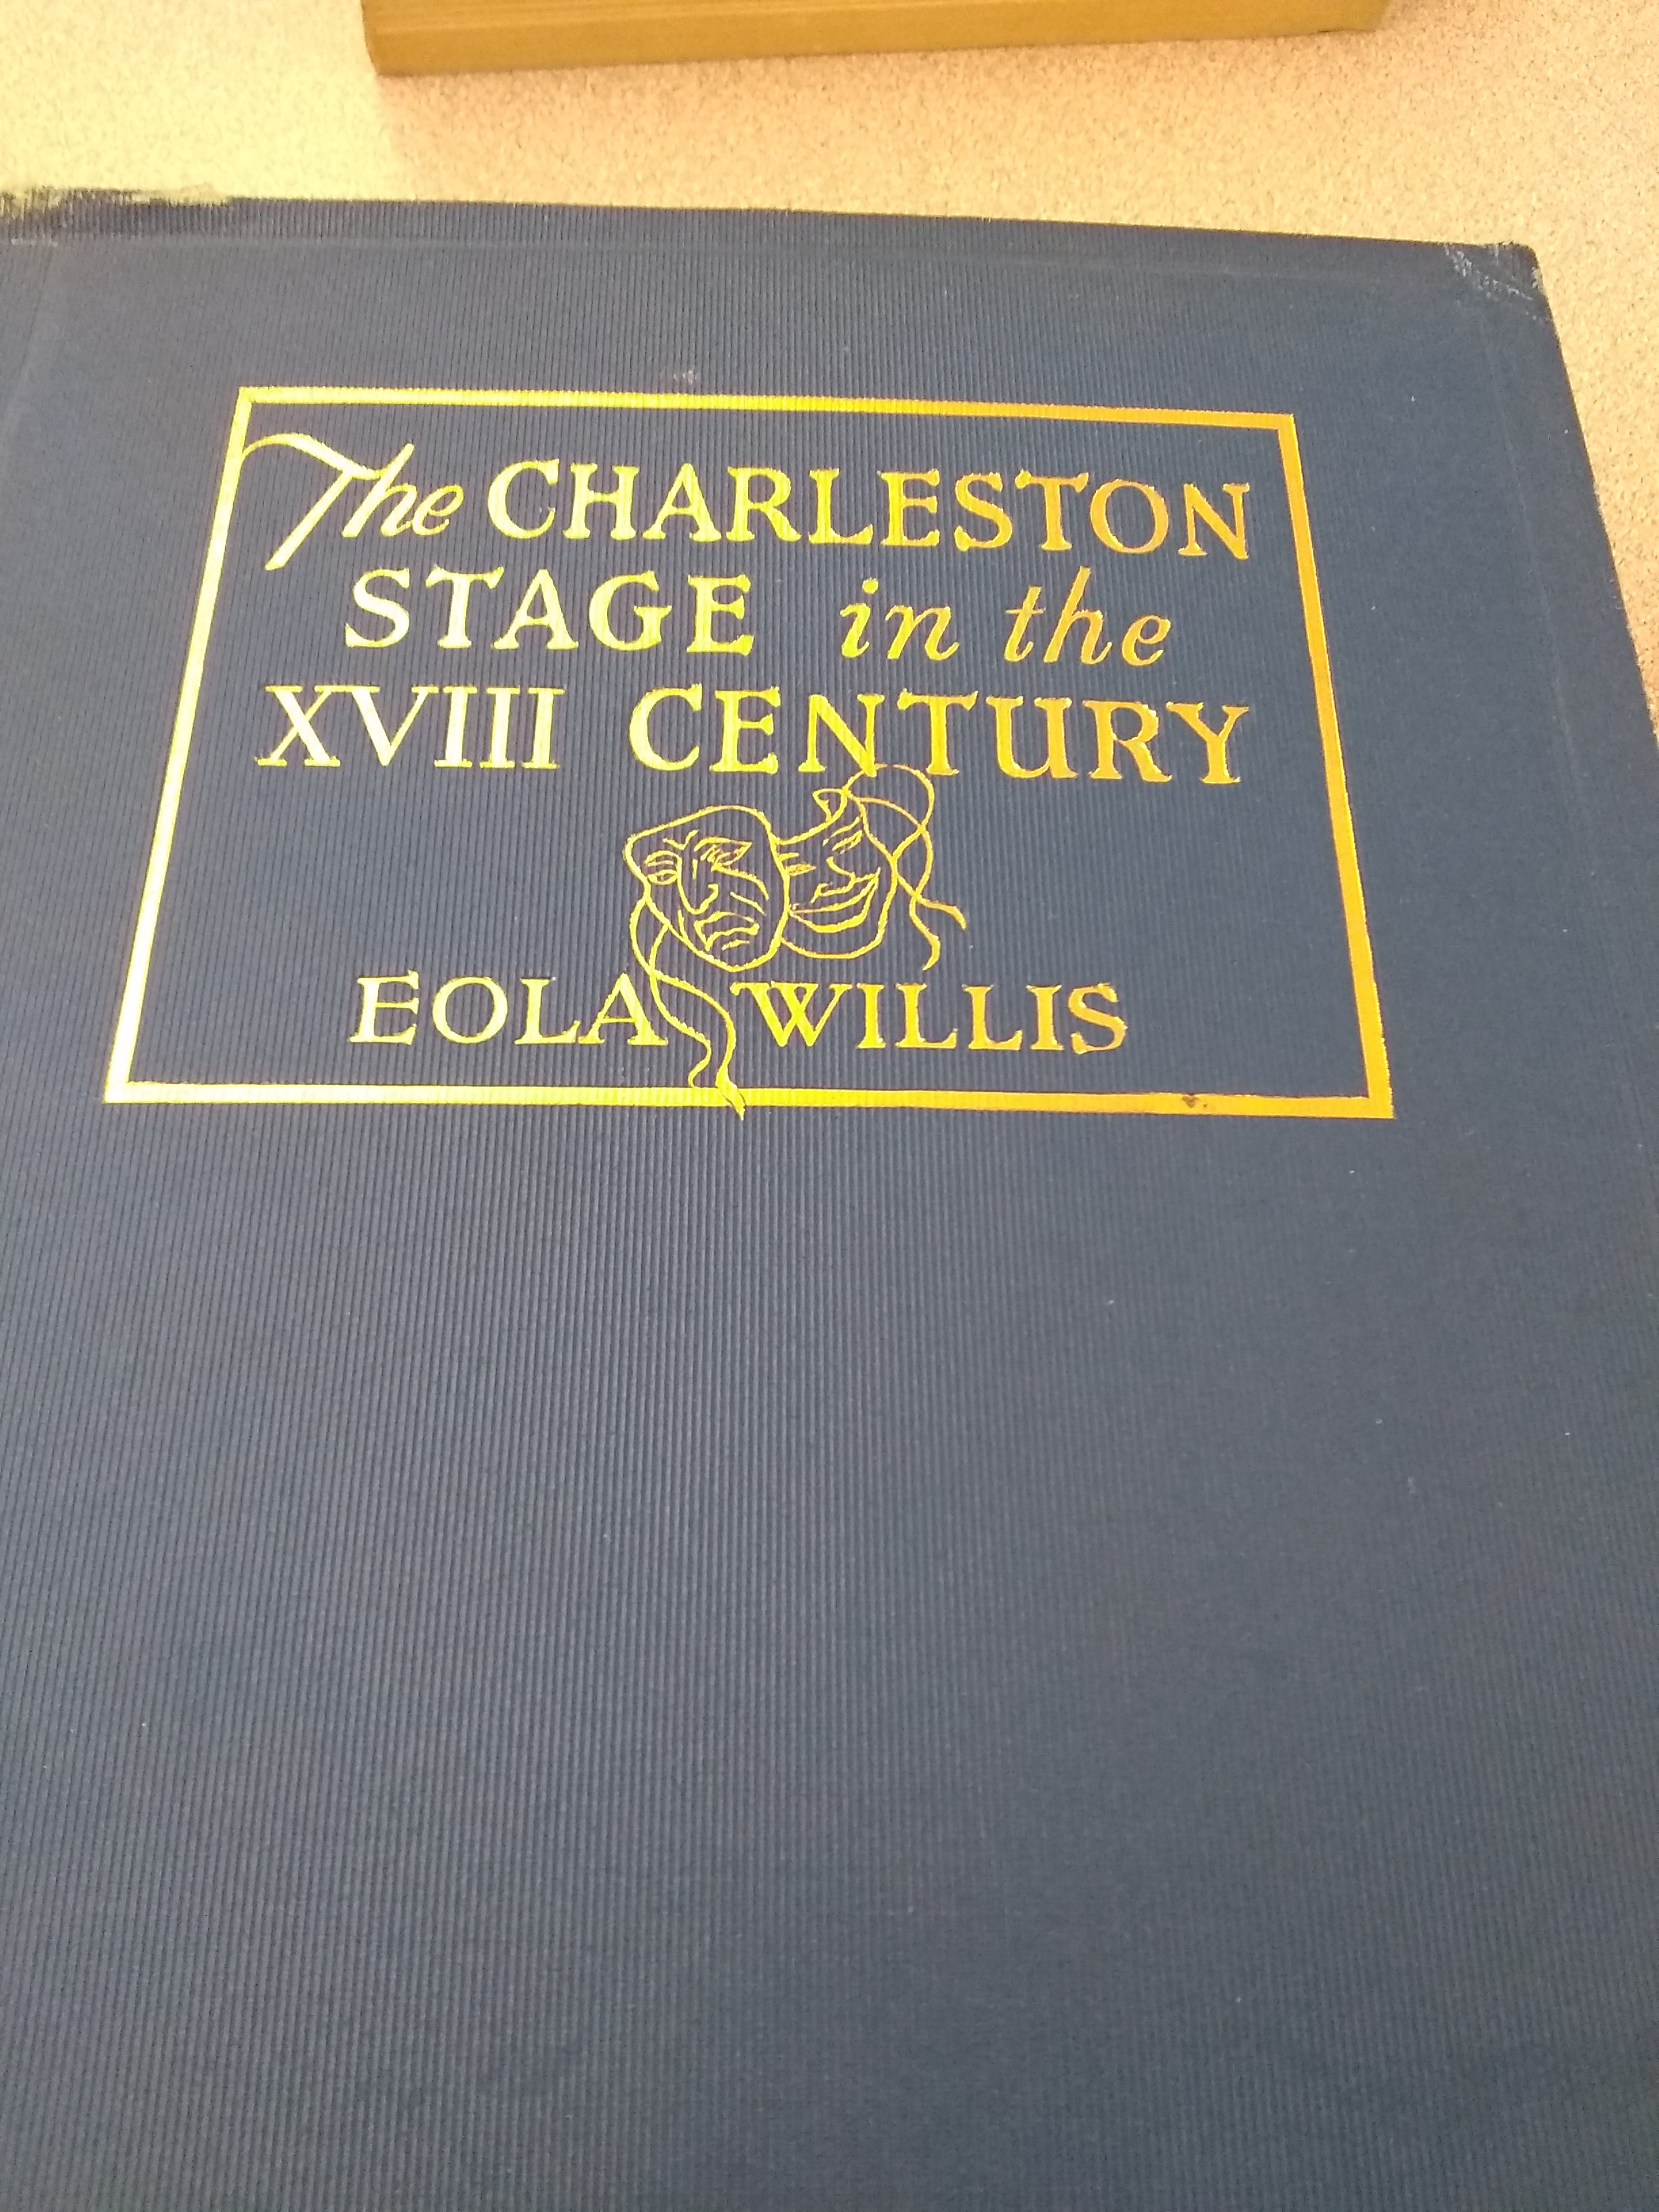 The CHARLESTON
STAGE in the
XVIII CENTURY
EOLA WILLIS